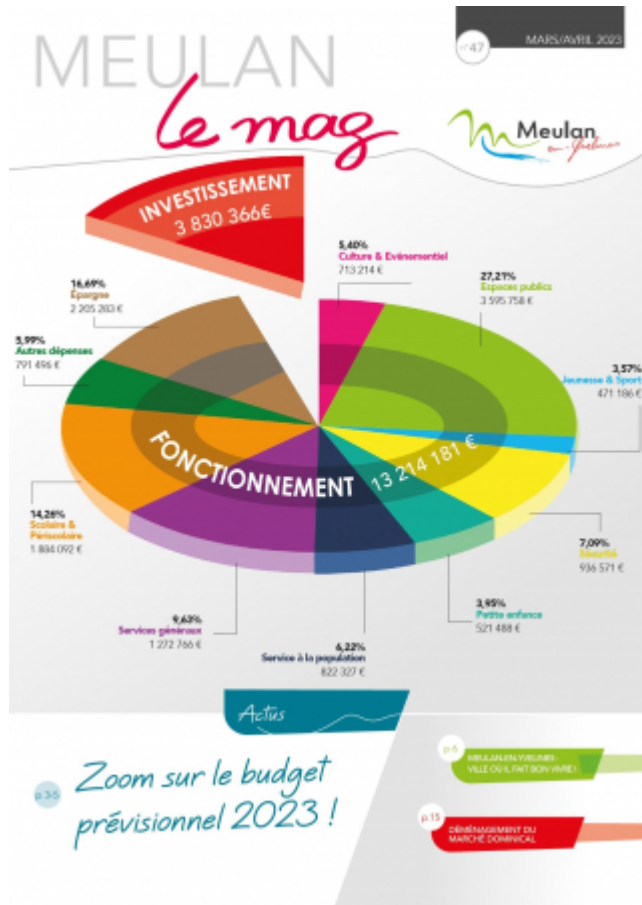 MEULAN
le mag
n°47
MARS/AVRIL 2023
Meulan
en-Yvelines
INVESTISSEMENT
3 830 366€
5,40%
Culture & Evénementiel
713 214 €
27,21%
Espaces publics
3 595 758 €
16,69%
Épargne
2 205 283 €
5,99%
Autres dépenses
791 496 €
3,57%
Jeunesse & Sport
471 186 €
FONCTIONNEMENT 13 214 181 €
14,26%
Scolaire &
Périscolaire
1 884 092 €
7,09%
Sécurité
936 571 €
9,63%
Services généraux
1 272 766 €
3,95%
Petite enfance
521 488 €
6,22%
Service à la population
822 327 €
Actus
p.3-5
Zoom sur le budget
prévisionnel 2023 !
p.6
MEULAN-EN-YVELINES :
VILLE OÙ IL FAIT BON VIVRE !
p.15
DÉMÉNAGEMENT DU
MARCHÉ DOMINICAL